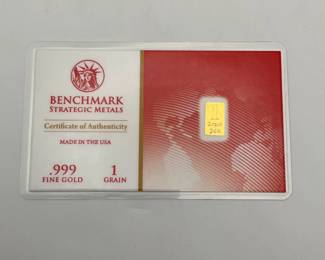 BENCHMARK
STRATEGIC METALS
Certificate of Authenticity
MADE IN THE USA
.999 1
FINE GOLD GRAIN